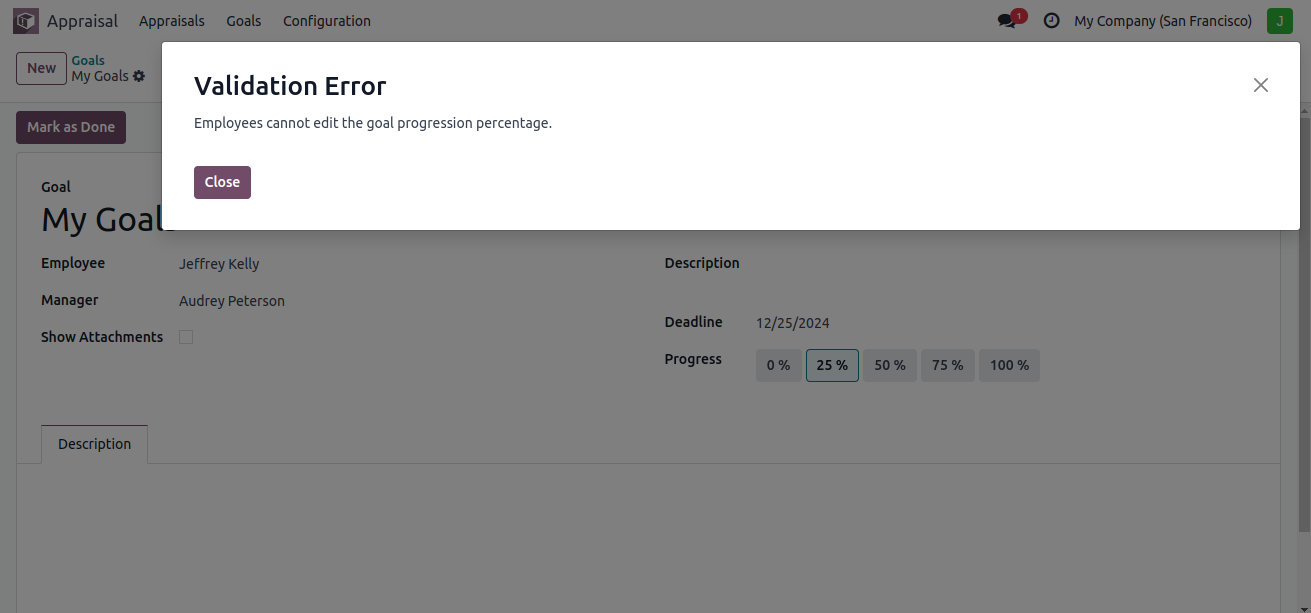 Appraisal Appraisals Goals Configuration 1 My Company (San Francisco) J
New Goals
My Goals
Validation Error
Employees cannot edit the goal progression percentage.
Close
Mark as Done
Goal
My Goals
Employee Jeffrey Kelly Description
Manager Audrey Peterson
Deadline 12/25/2024
Show Attachments
Progress 0 % 25 % 50 % 75 % 100 %
Description